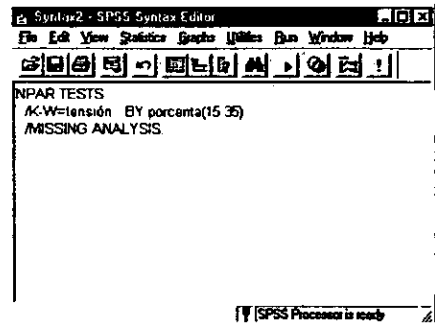 Syntax2 - SPSS Syntax Editor
File Edit View Statistics Graphs Utilities Run Window Help
NPAR TESTS
/K-W=tensión BY porcenta(15 35)
/MISSING ANALYSIS.
SPSS Processor is ready